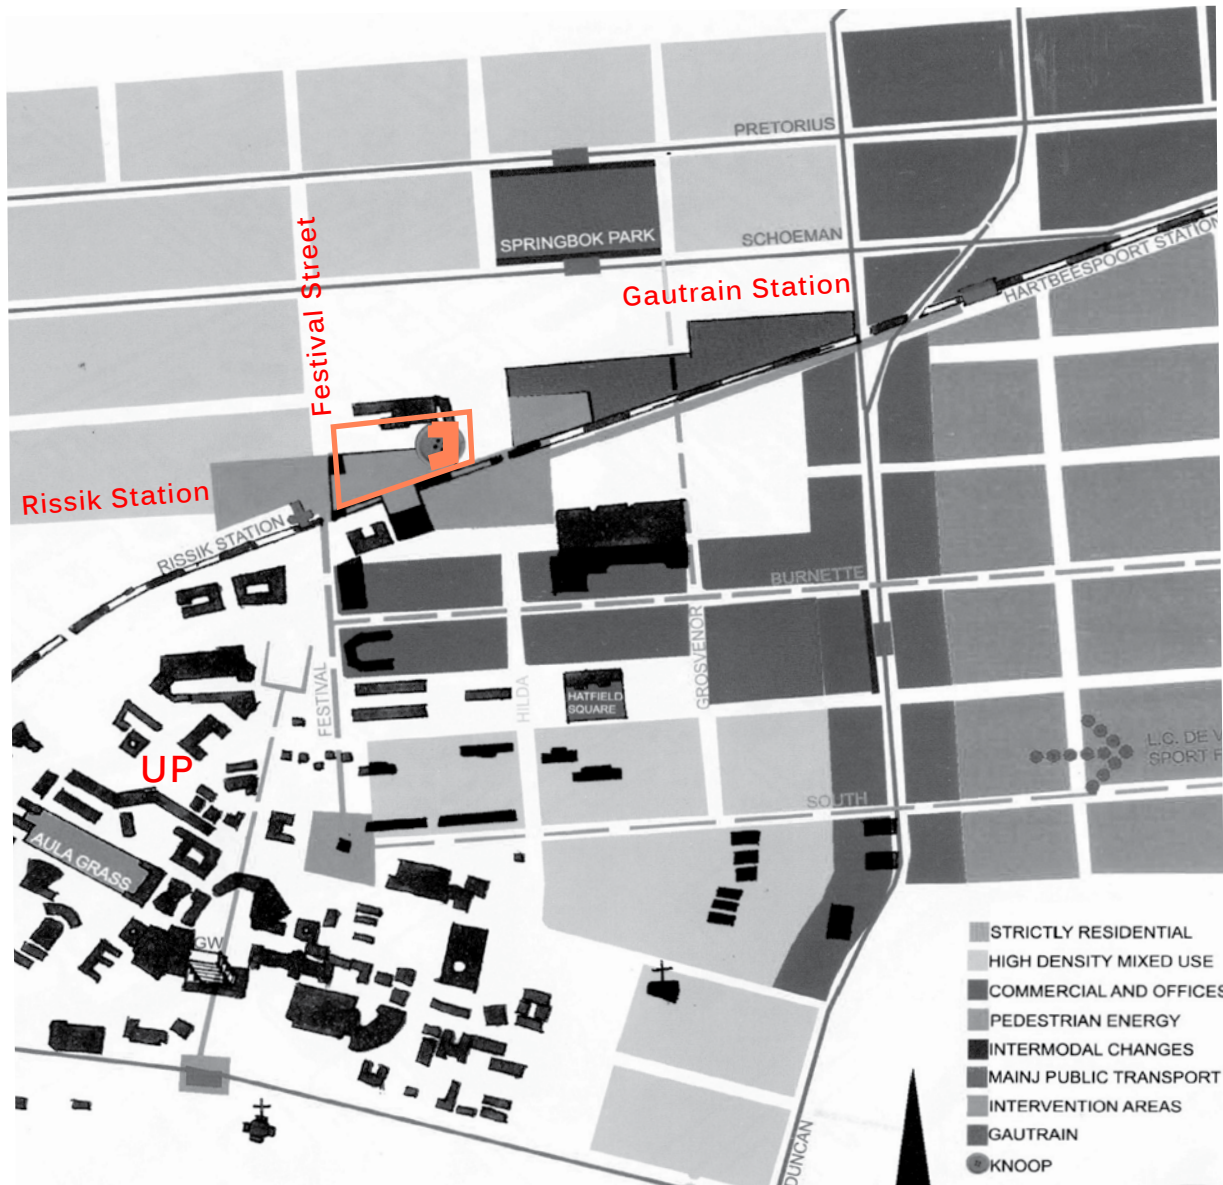 PRETORIUS
SPRINGBOK PARK
SCHOEMAN
Festival Street
Gautrain Station
HARTBEESPOORT STATION
Rissik Station
RISSIK STATION
BURNETTE
FESTIVAL
HILDA
GROSVENOR
HATFIELD
SQUARE
UP
L.C. DE V
SPORT F
SOUTH
AULA GRASS
GW
DUNCAN
STRICTLY RESIDENTIAL
HIGH DENSITY MIXED USE
COMMERCIAL AND OFFICES
PEDESTRIAN ENERGY
INTERMODAL CHANGES
MAINJ PUBLIC TRANSPORT
INTERVENTION AREAS
GAUTRAIN
KNOOP